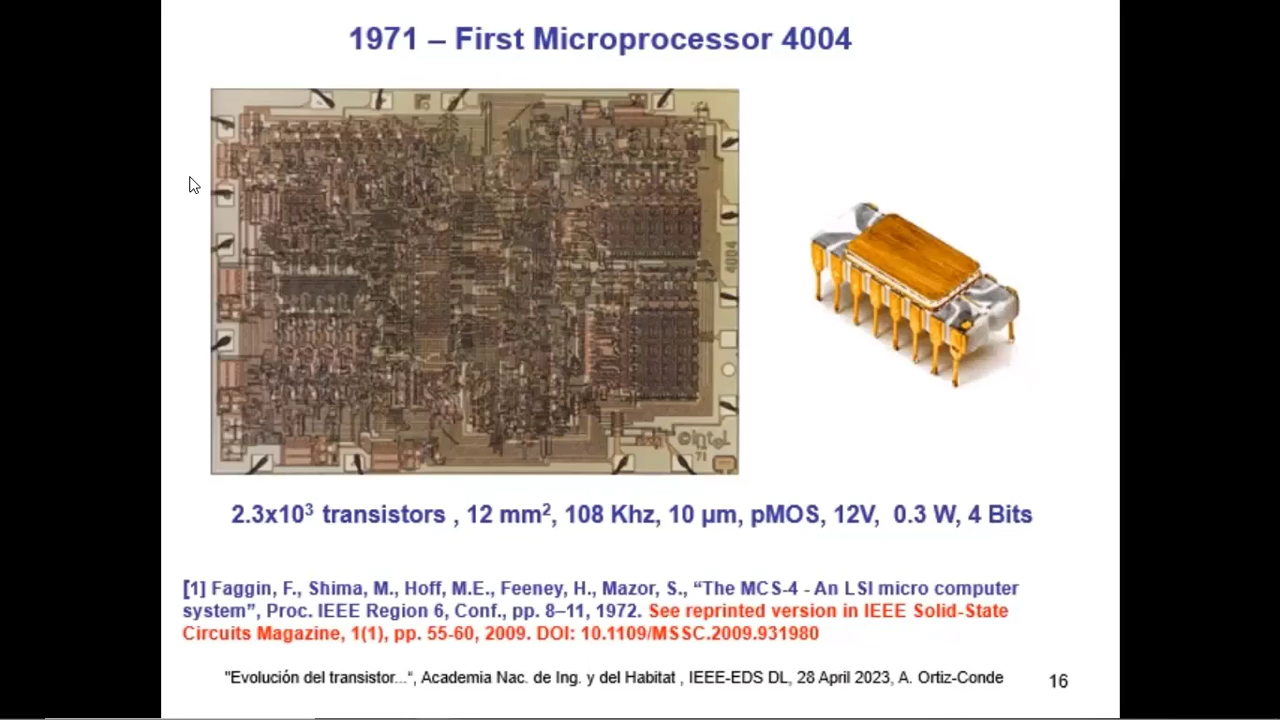 1971 – First Microprocessor 4004
4004
©intel
71
2.3x10³ transistors , 12 mm², 108 Khz, 10 µm, pMOS, 12V,  0.3 W, 4 Bits
[1] Faggin, F., Shima, M., Hoff, M.E., Feeney, H., Mazor, S., “The MCS-4 - An LSI micro computer
system”, Proc. IEEE Region 6, Conf., pp. 8–11, 1972. See reprinted version in IEEE Solid-State
Circuits Magazine, 1(1), pp. 55-60, 2009. DOI: 10.1109/MSSC.2009.931980
"Evolución del transistor...“, Academia Nac. de Ing. y del Habitat , IEEE-EDS DL, 28 April 2023, A. Ortiz-Conde
16